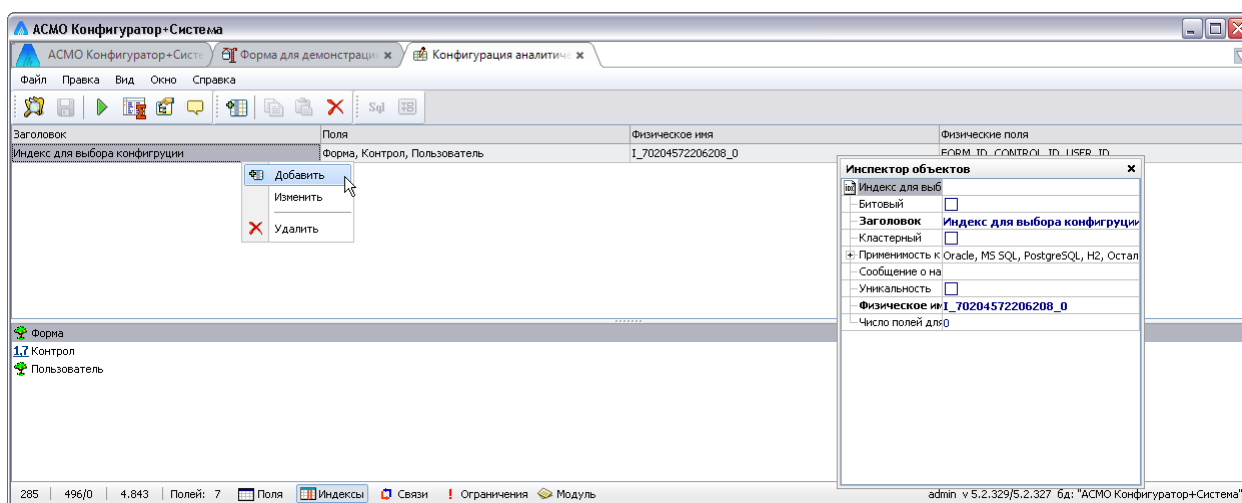 АСМО Конфигуратор+Система
АСМО Конфигуратор+Систе Форма для демонстраци Конфигурация аналитиче
Файл Правка Вид Окно Справка
Sql
Заголовок Поля Физическое имя Физические поля
Индекс для выбора конфигруции Форма, Контрол, Пользователь I_70204572206208_0 FORM_ID, CONTROL_ID, USER_ID
Добавить
Изменить
Удалить
Инспектор объектов
Индекс для выб
Битовый
Заголовок Индекс для выбора конфигруции
Кластерный
Применимость к Oracle, MS SQL, PostgreSQL, H2, Остал
Сообщение о на
Уникальность
Физическое им I_70204572206208_0
Число полей для 0
Форма
1,7 Контрол
Пользователь
285 496/0 4.843 Полей: 7 Поля Индексы Связи Ограничения Модуль admin v 5.2.329/5.2.327 бд: "АСМО Конфигуратор+Система"